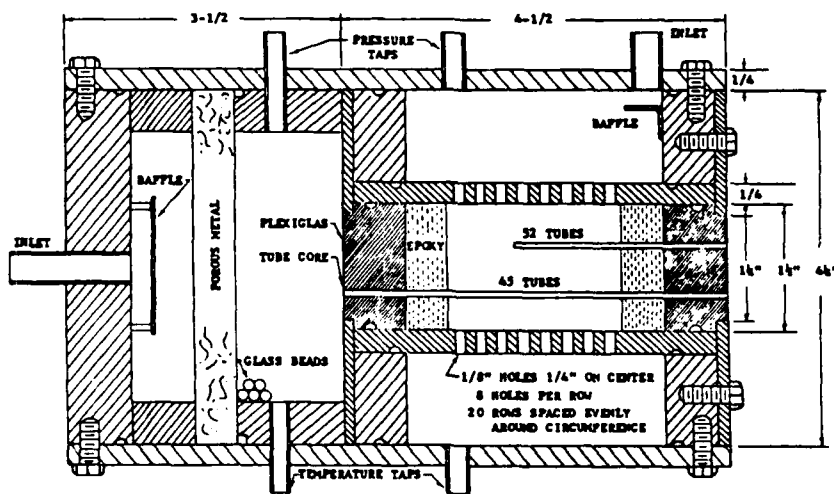 3-1/2
4-1/2
PRESSURE
TAPS
INLET
1/4
BAFFLE
BAFFLE
POROUS METAL
PLEXIGLAS
TUBE CORE
EPOXY
52 TUBES
45 TUBES
INLET
1/4
GLASS BEADS
1/8" HOLES 1/4" ON CENTER
8 HOLES PER ROW
20 ROWS SPACED EVENLY
AROUND CIRCUMFERENCE
TEMPERATURE TAPS